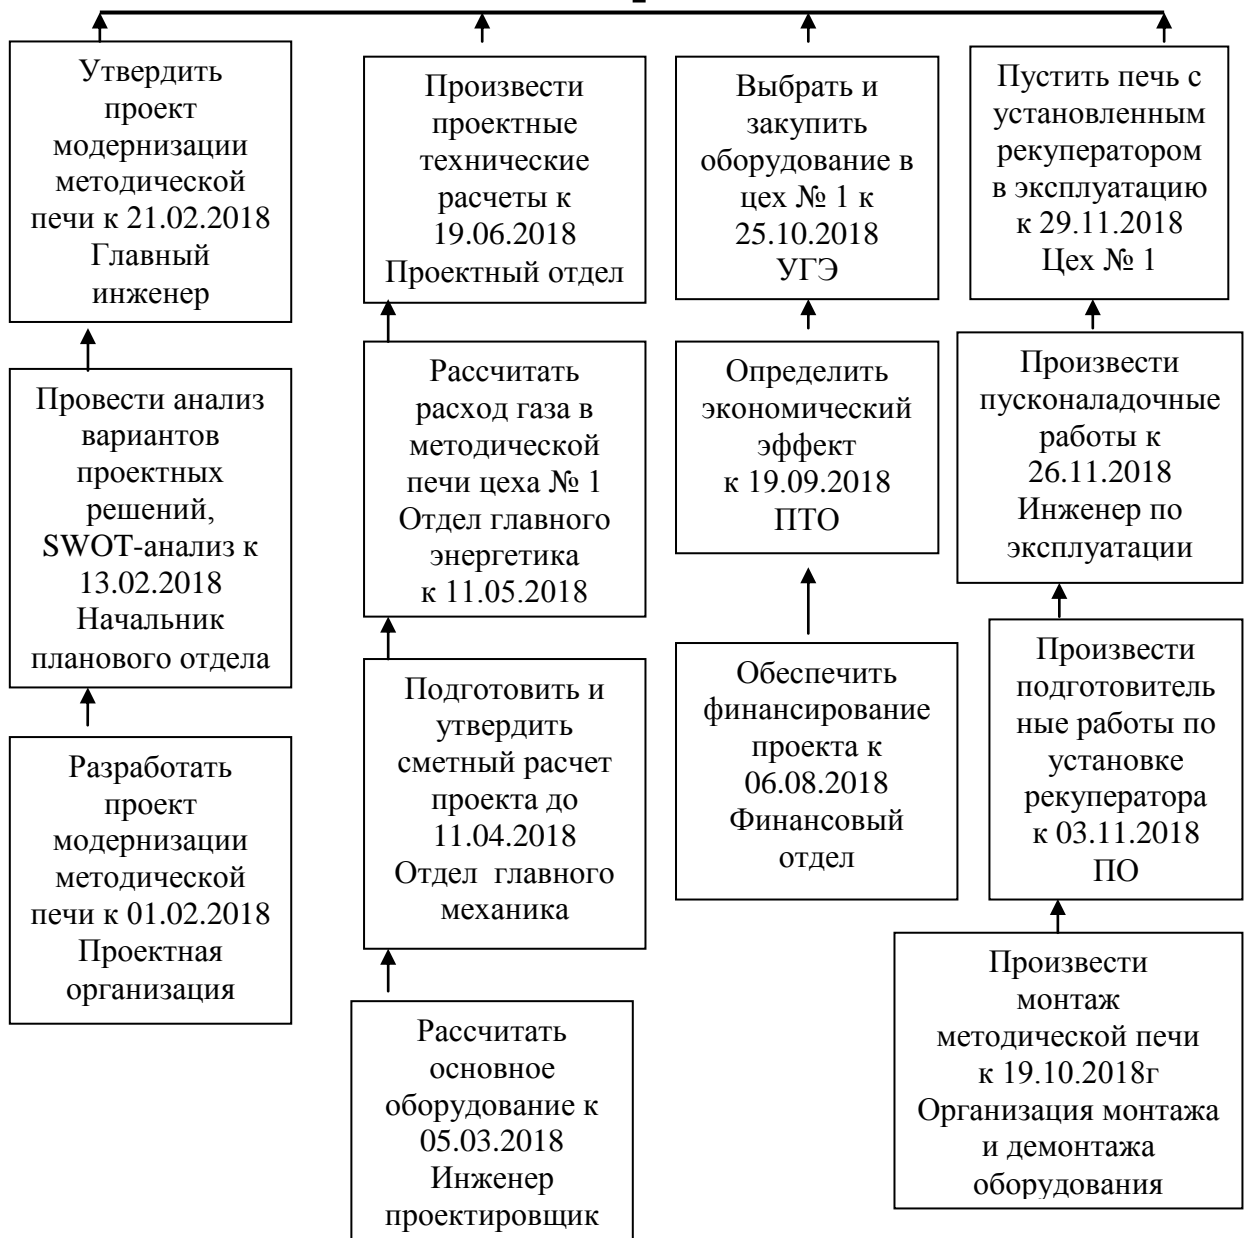 Утвердить
проект
модернизации
методической
печи к 21.02.2018
Главный
инженер
Провести анализ
вариантов
проектных
решений,
SWOT-анализ к
13.02.2018
Начальник
планового отдела
Разработать
проект
модернизации
методической
печи к 01.02.2018
Проектная
организация
Произвести
проектные
технические
расчеты к
19.06.2018
Проектный отдел
Рассчитать
расход газа в
методической
печи цеха № 1
Отдел главного
энергетика
к 11.05.2018
Подготовить и
утвердить
сметный расчет
проекта до
11.04.2018
Отдел главного
механика
Рассчитать
основное
оборудование к
05.03.2018
Инженер
проектировщик
Выбрать и
закупить
оборудование в
цех № 1 к
25.10.2018
УГЭ
Определить
экономический
эффект
к 19.09.2018
ПТО
Обеспечить
финансирование
проекта к
06.08.2018
Финансовый
отдел
Пустить печь с
установленным
рекуператором
в эксплуатацию
к 29.11.2018
Цех № 1
Произвести
пусконаладочные
работы к
26.11.2018
Инженер по
эксплуатации
Произвести
подготовитель
ные работы по
установке
рекуператора
к 03.11.2018
ПО
Произвести
монтаж
методической печи
к 19.10.2018г
Организация монтажа
и демонтажа
оборудования